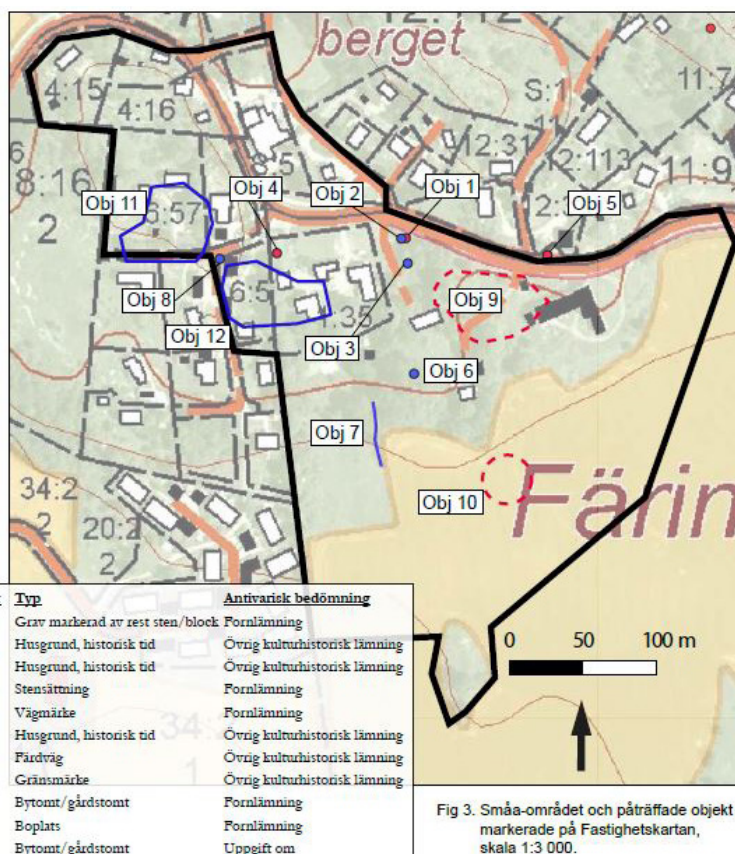 berget
4:15
4:16
S:1
11:7
12:31
12:113
11:9
8:16
2
Obj 11
Obj 4
Obj 2
Obj 1
Obj 5
Obj 8
6:5
Obj 9
Obj 12
1:35
Obj 3
Obj 6
Obj 7
Obj 10
Färin
34:2
2
20:2
2
Typ Antivarisk bedömning
Grav markerad av rest sten/block Fornlämning
Husgrund, historisk tid Övrig kulturhistorisk lämning
Husgrund, historisk tid Övrig kulturhistorisk lämning
Stensättning Fornlämning
Vägmärke Fornlämning
Husgrund, historisk tid Övrig kulturhistorisk lämning
Färdväg Övrig kulturhistorisk lämning
Gränsmärke Övrig kulturhistorisk lämning
Bytomt/gårdstomt Fornlämning
Boplats Fornlämning
Bytomt/gårdstomt Uppgift om
0 50 100 m
Fig 3. Småa-området och påträffade objekt
markerade på Fastighetskartan,
skala 1:3 000.